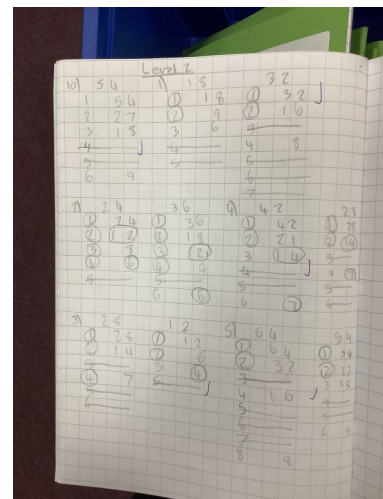 Level 2
10) 54 1) 18 32
1 54 ① 18 ① 32
2 27 ② 9 ② 16
3 18 3 6 3
4 4 4 8
5 5 5
6 9 6
7
2) 24 36 4) 42 28
① 24 ① 36 ① 42 ① 28
② 12 ② 18 ② 21 ② 14
③ 8 ③ 12 3 14 3
④ 6 ④ 9 4 4 7
5 5 5 5
6 6 6 7 6
3) 28 12 5) 64 54
① 28 ① 12 ① 64 ① 54
② 14 ② 6 ② 32 ② 27
3 3 4 3 3 18
④ 7 5 4 16 4
5 5 5
6 6 6 9
7
8 8